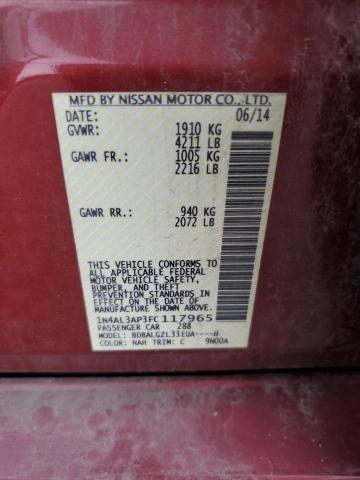 MFD BY NISSAN MOTOR CO.,LTD.
DATE: 06/14
GVWR: 1910 KG
4211 LB
GAWR FR.: 1005 KG
2216 LB
GAWR RR.: 940 KG
2072 LB
THIS VEHICLE CONFORMS TO ALL
APPLICABLE FEDERAL
MOTOR VEHICLE SAFETY,
BUMPER, AND THEFT
PREVENTION STANDARDS IN
EFFECT ON THE DATE OF
MANUFACTURE SHOWN ABOVE.
1N4AL3AP3FC117965
PASSENGER CAR 288
MODEL: BDBALGZL33EUA----H
COLOR: NAH TRIM: C 9N00A